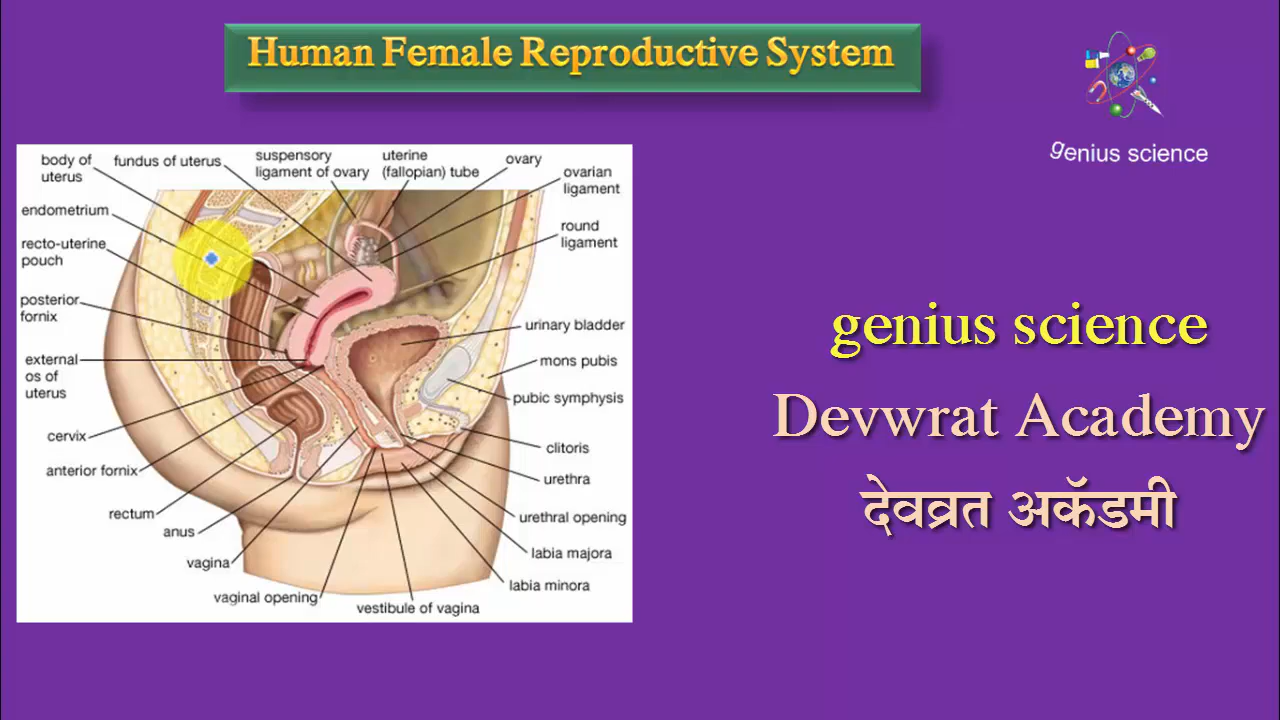 Human Female Reproductive System
genius science
body of
uterus
fundus of uterus
suspensory
ligament of ovary
uterine
(fallopian) tube
ovary
ovarian
ligament
endometrium
round
ligament
recto-uterine
pouch
posterior
fornix
urinary bladder
external
os of
uterus
mons pubis
pubic symphysis
cervix
clitoris
anterior fornix
urethra
rectum
urethral opening
anus
labia majora
vagina
labia minora
vaginal opening
vestibule of vagina
genius science
Devwrat Academy
देवव्रत अकॅडमी